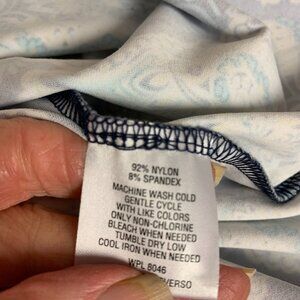 92% NYLON
8% SPANDEX
MACHINE WASH COLD
GENTLE CYCLE
WITH LIKE COLORS
ONLY NON-CHLORINE
BLEACH WHEN NEEDED
TUMBLE DRY LOW
COOL IRON WHEN NEEDED
WPL 8046
VERSO